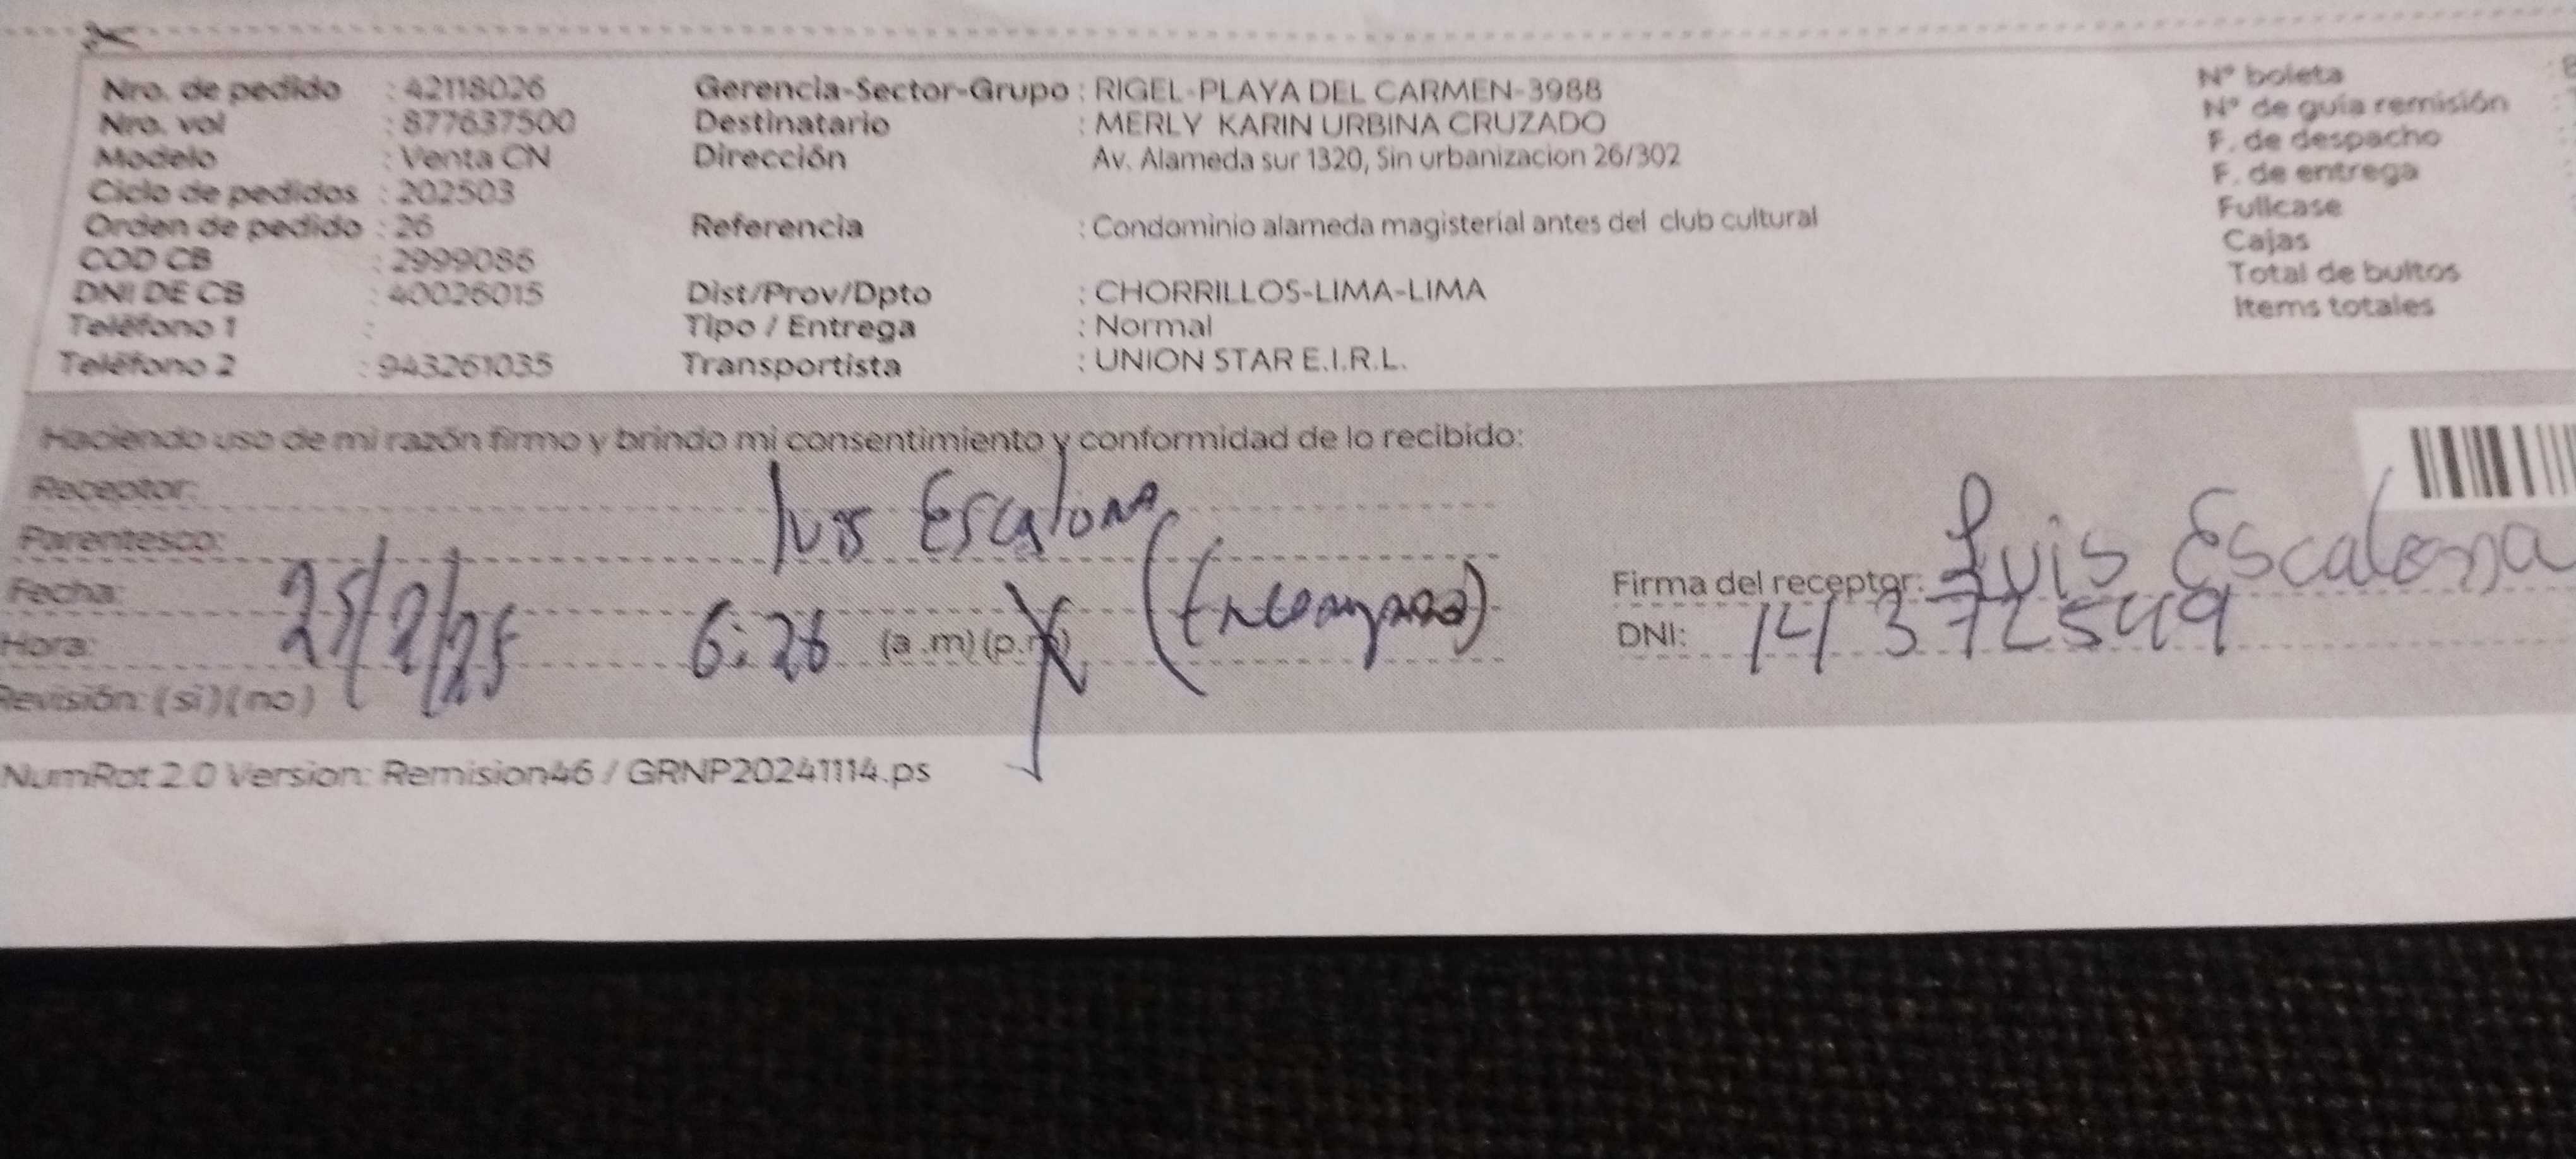 Nro. de pedido : 42118026
Nro. vol : 877637500
Modelo : Venta CN
Ciclo de pedidos : 202503
Orden de pedido : 26
COD CB : 2999086
DNI DE CB : 40026015
Teléfono 1 :
Teléfono 2 : 943261035
Gerencia-Sector-Grupo : RIGEL-PLAYA DEL CARMEN-3988
Destinatario : MERLY KARIN URBINA CRUZADO
Dirección Av. Alameda sur 1320, Sin urbanizacion 26/302
Referencia : Condominio alameda magisterial antes del club cultural
Dist/Prov/Dpto : CHORRILLOS-LIMA-LIMA
Tipo / Entrega : Normal
Transportista : UNION STAR E.I.R.L.
N° boleta
N° de guía remisión
F. de despacho
F. de entrega
Fullcase
Cajas
Total de bultos
Items totales
Haciendo uso de mi razón firmo y brindo mi consentimiento y conformidad de lo recibido:
Receptor: luis Escalona
Parentesco:
Fecha: 25/2/25
Hora: 6:26 (a.m) (p.m)
Revisión: (si) (no)
Firma del receptor: Luis Escalona
DNI: 14372549
NumRot 2.0 Version: Remision46 / GRNP20241114.ps